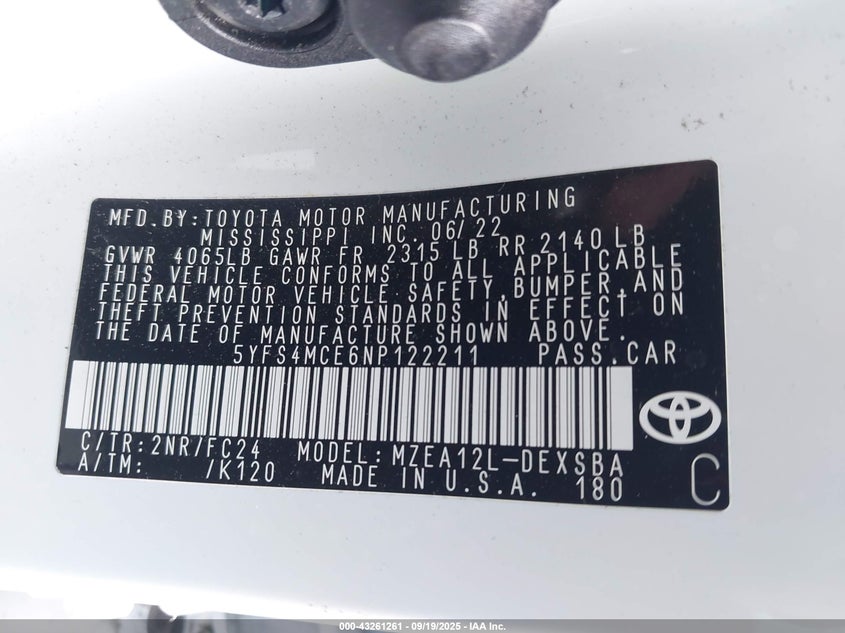 MFD.BY:TOYOTA MOTOR MANUFACTURING
MISSISSIPPI INC. 06/22
GVWR 4065LB GAWR FR 2315LB RR 2140LB
THIS VEHICLE CONFORMS TO ALL APPLICABLE
FEDERAL MOTOR VEHICLE SAFETY,BUMPER,AND
THEFT PREVENTION STANDARDS IN EFFECT ON
THE DATE OF MANUFACTURE SHOWN ABOVE.
5YFS4MCE6NP122211 PASS.CAR
C/TR:2NR/FC24 MODEL:MZEA12L-DEXSBA
A/TM: /K120 MADE IN U.S.A. 180 C
000-43261261 - 09/19/2025 - IAA Inc.